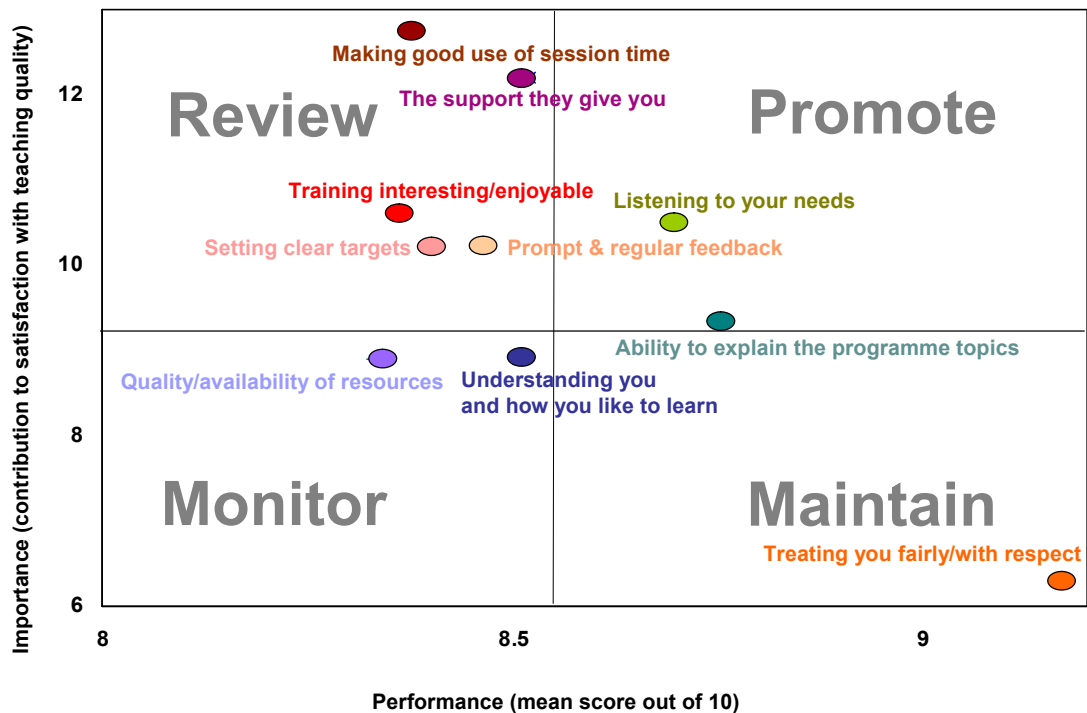 Importance (contribution to satisfaction with teaching quality)
12
10
8
6
Making good use of session time
The support they give you
Review
Promote
Training interesting/enjoyable
Listening to your needs
Setting clear targets
Prompt & regular feedback
Ability to explain the programme topics
Quality/availability of resources
Understanding you
and how you like to learn
Monitor
Maintain
Treating you fairly/with respect
8
8.5
9
Performance (mean score out of 10)